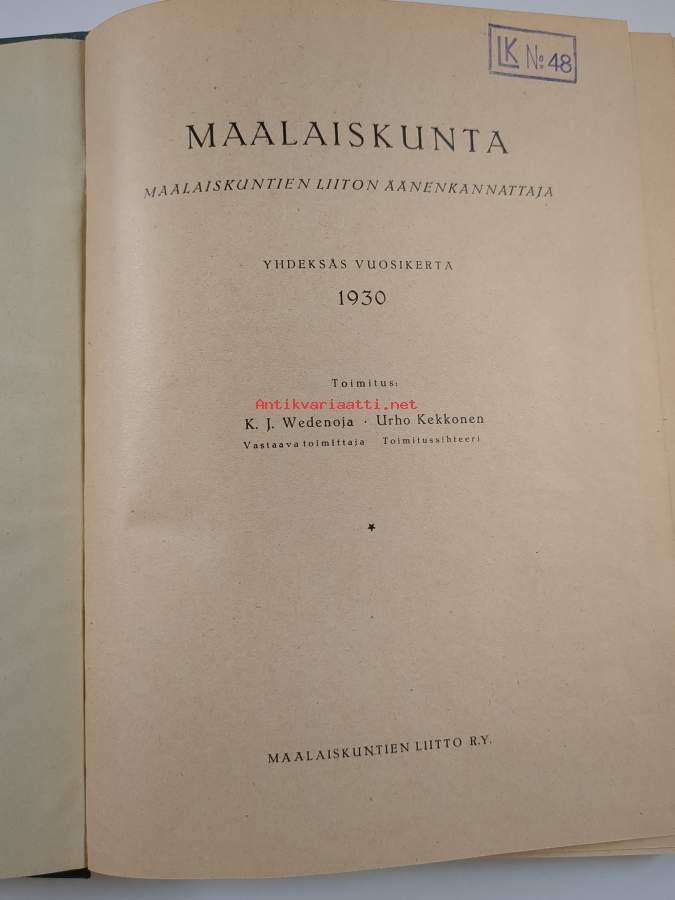 LK No: 48
MAALAISKUNTA
MAALAISKUNTIEN LIITON ÄÄNENKANNATTAJA
YHDEKSÄS VUOSIKERTA
1930
Toimitus:
Antikvariaatti.net
K. J. Wedenoja · Urho Kekkonen
Vastaava toimittaja Toimitussihteeri
MAALAISKUNTIEN LIITTO R.Y.